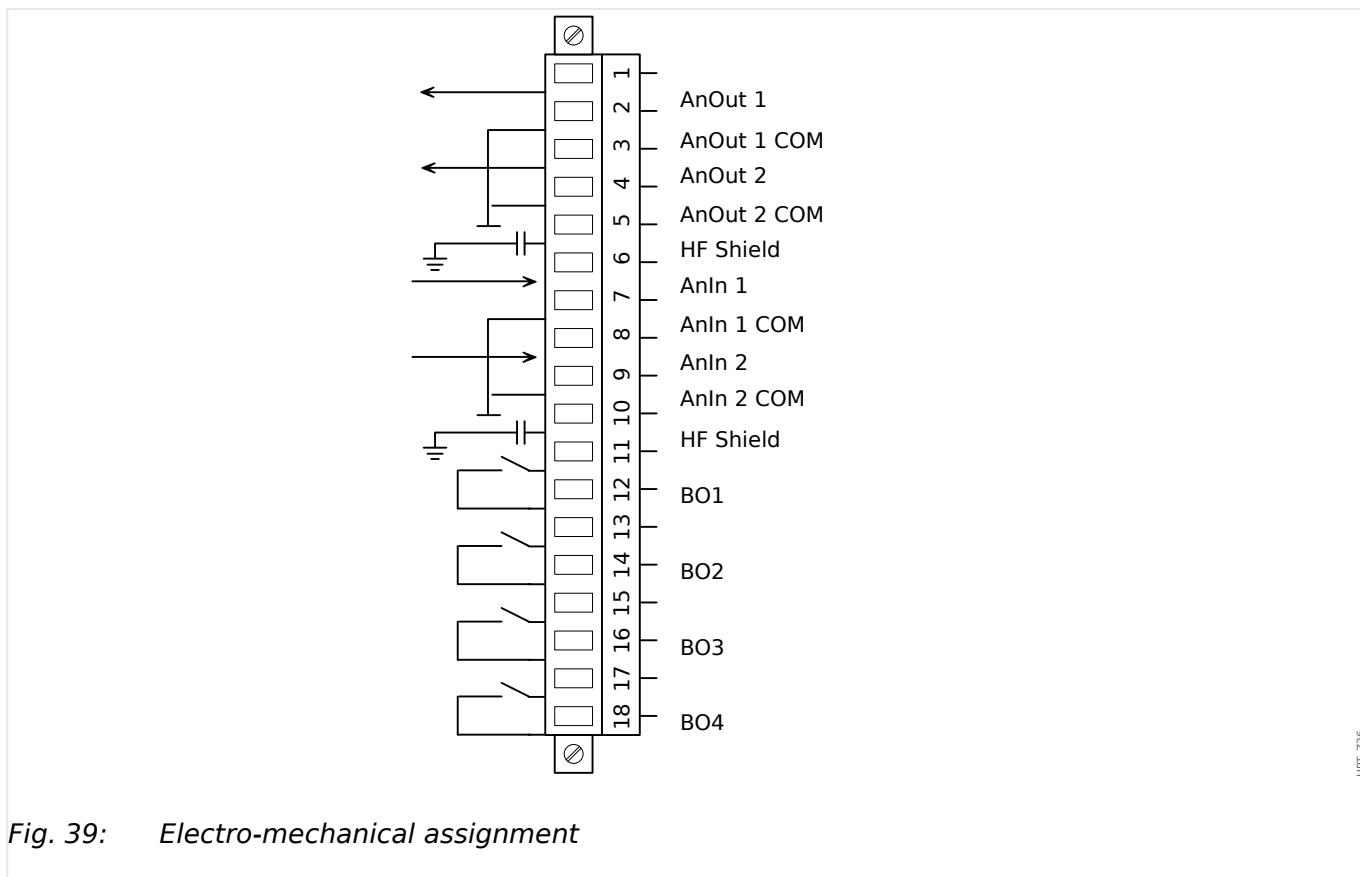 1
2
3
4
5
6
7
8
9
10
11
12
13
14
15
16
17
18
AnOut 1
AnOut 1 COM
AnOut 2
AnOut 2 COM
HF Shield
AnIn 1
AnIn 1 COM
AnIn 2
AnIn 2 COM
HF Shield
BO1
BO2
BO3
BO4
Fig. 39: Electro-mechanical assignment